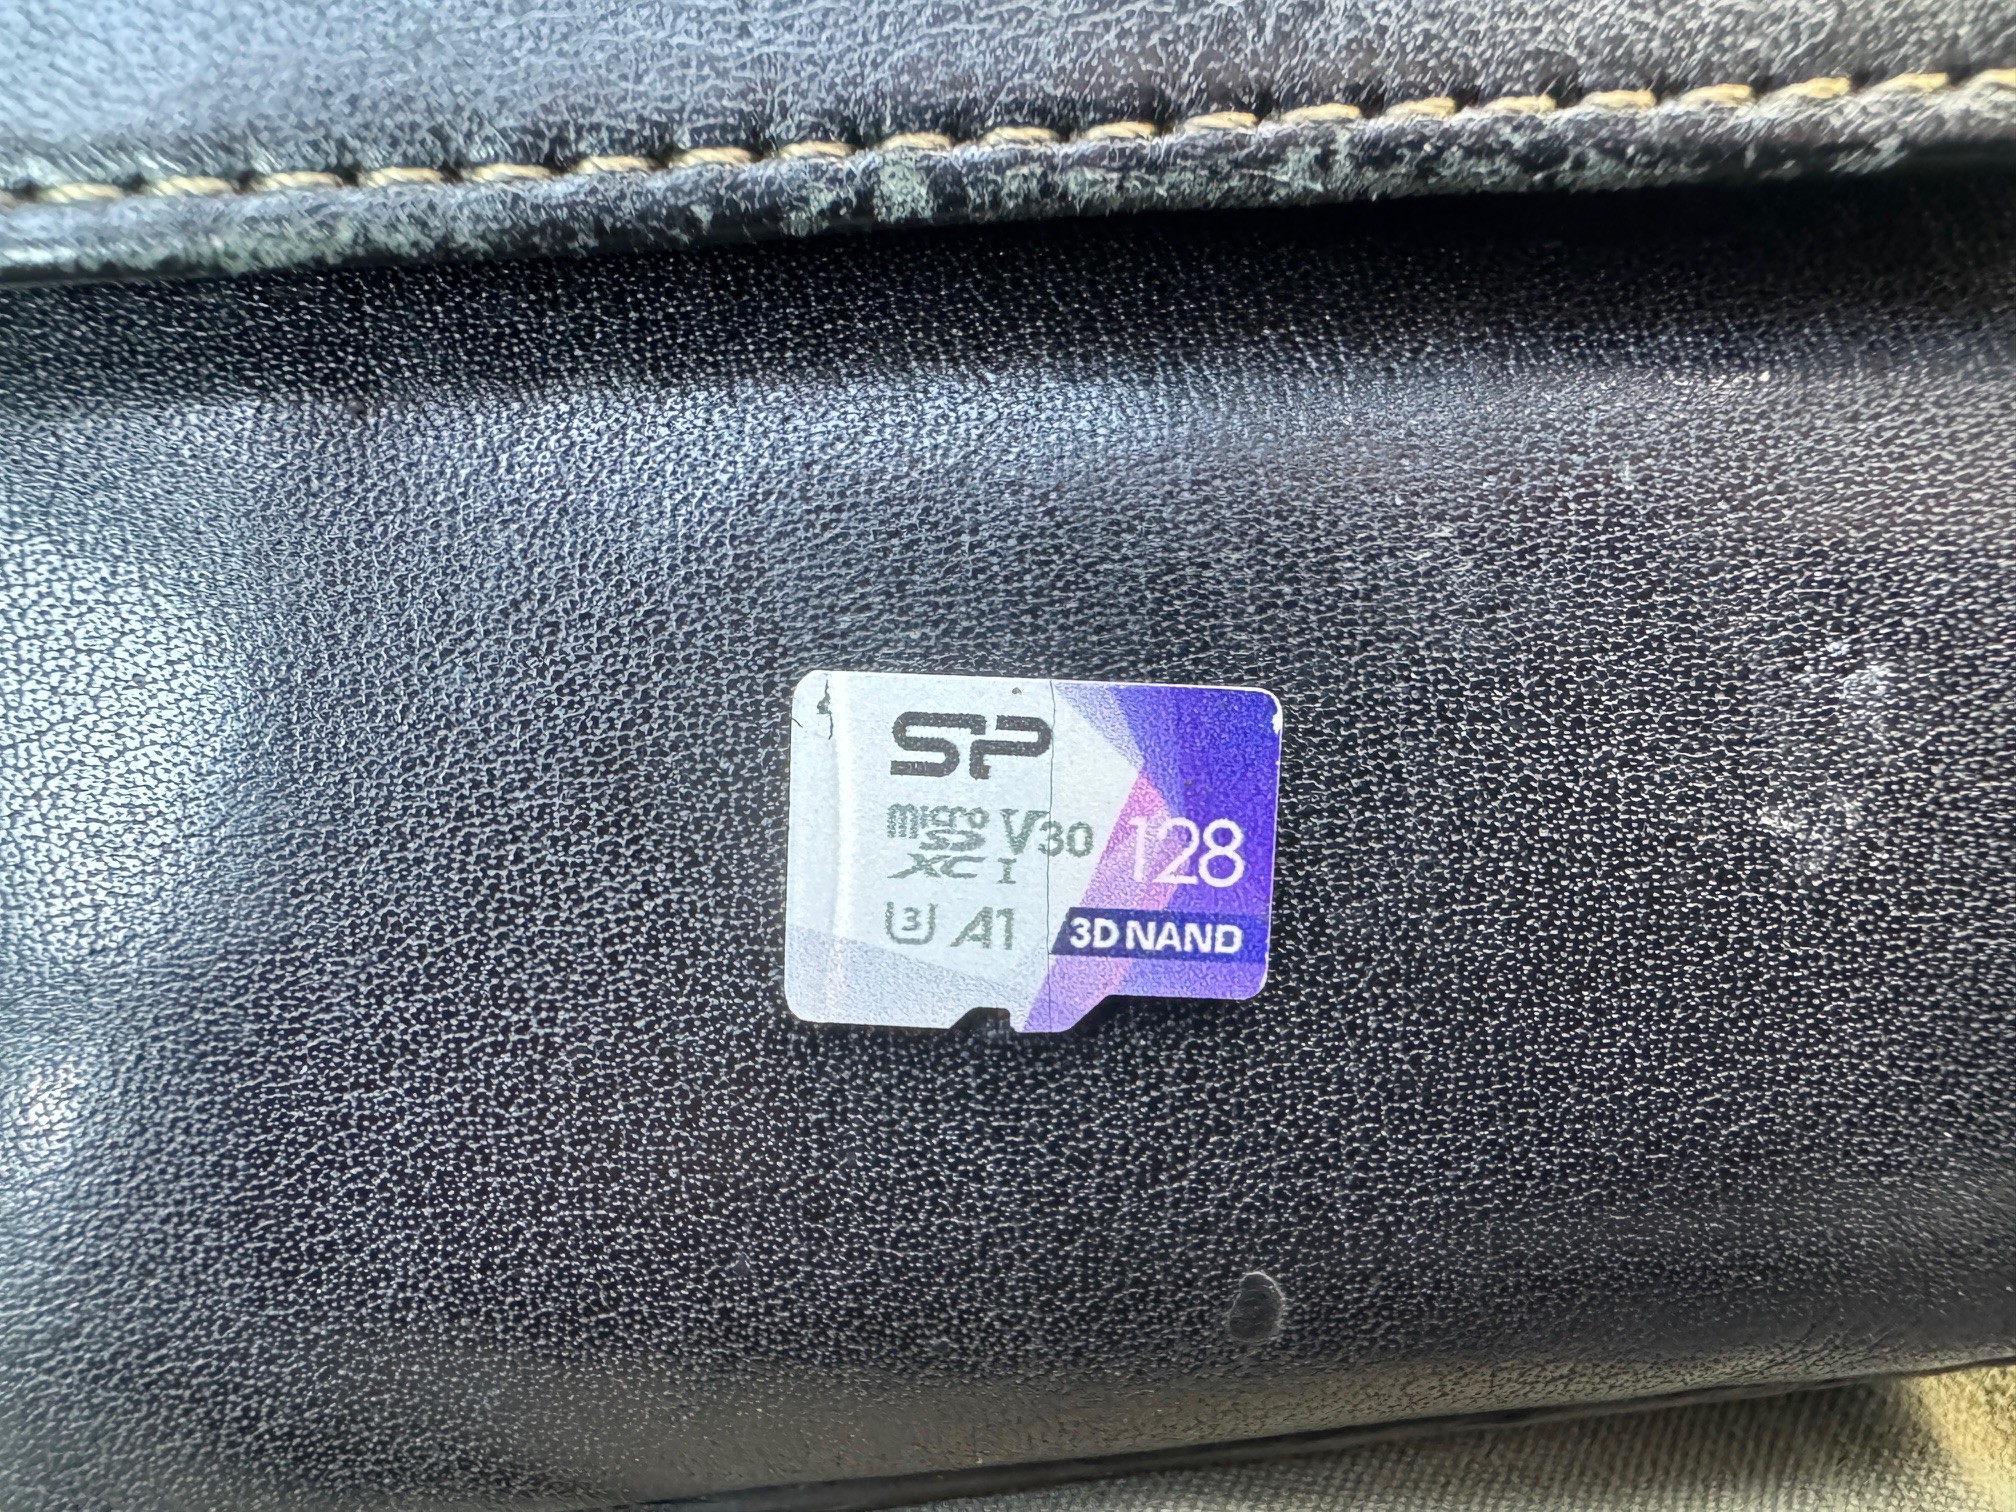 SP
micro SD XC I V30
128
U3 A1
3D NAND